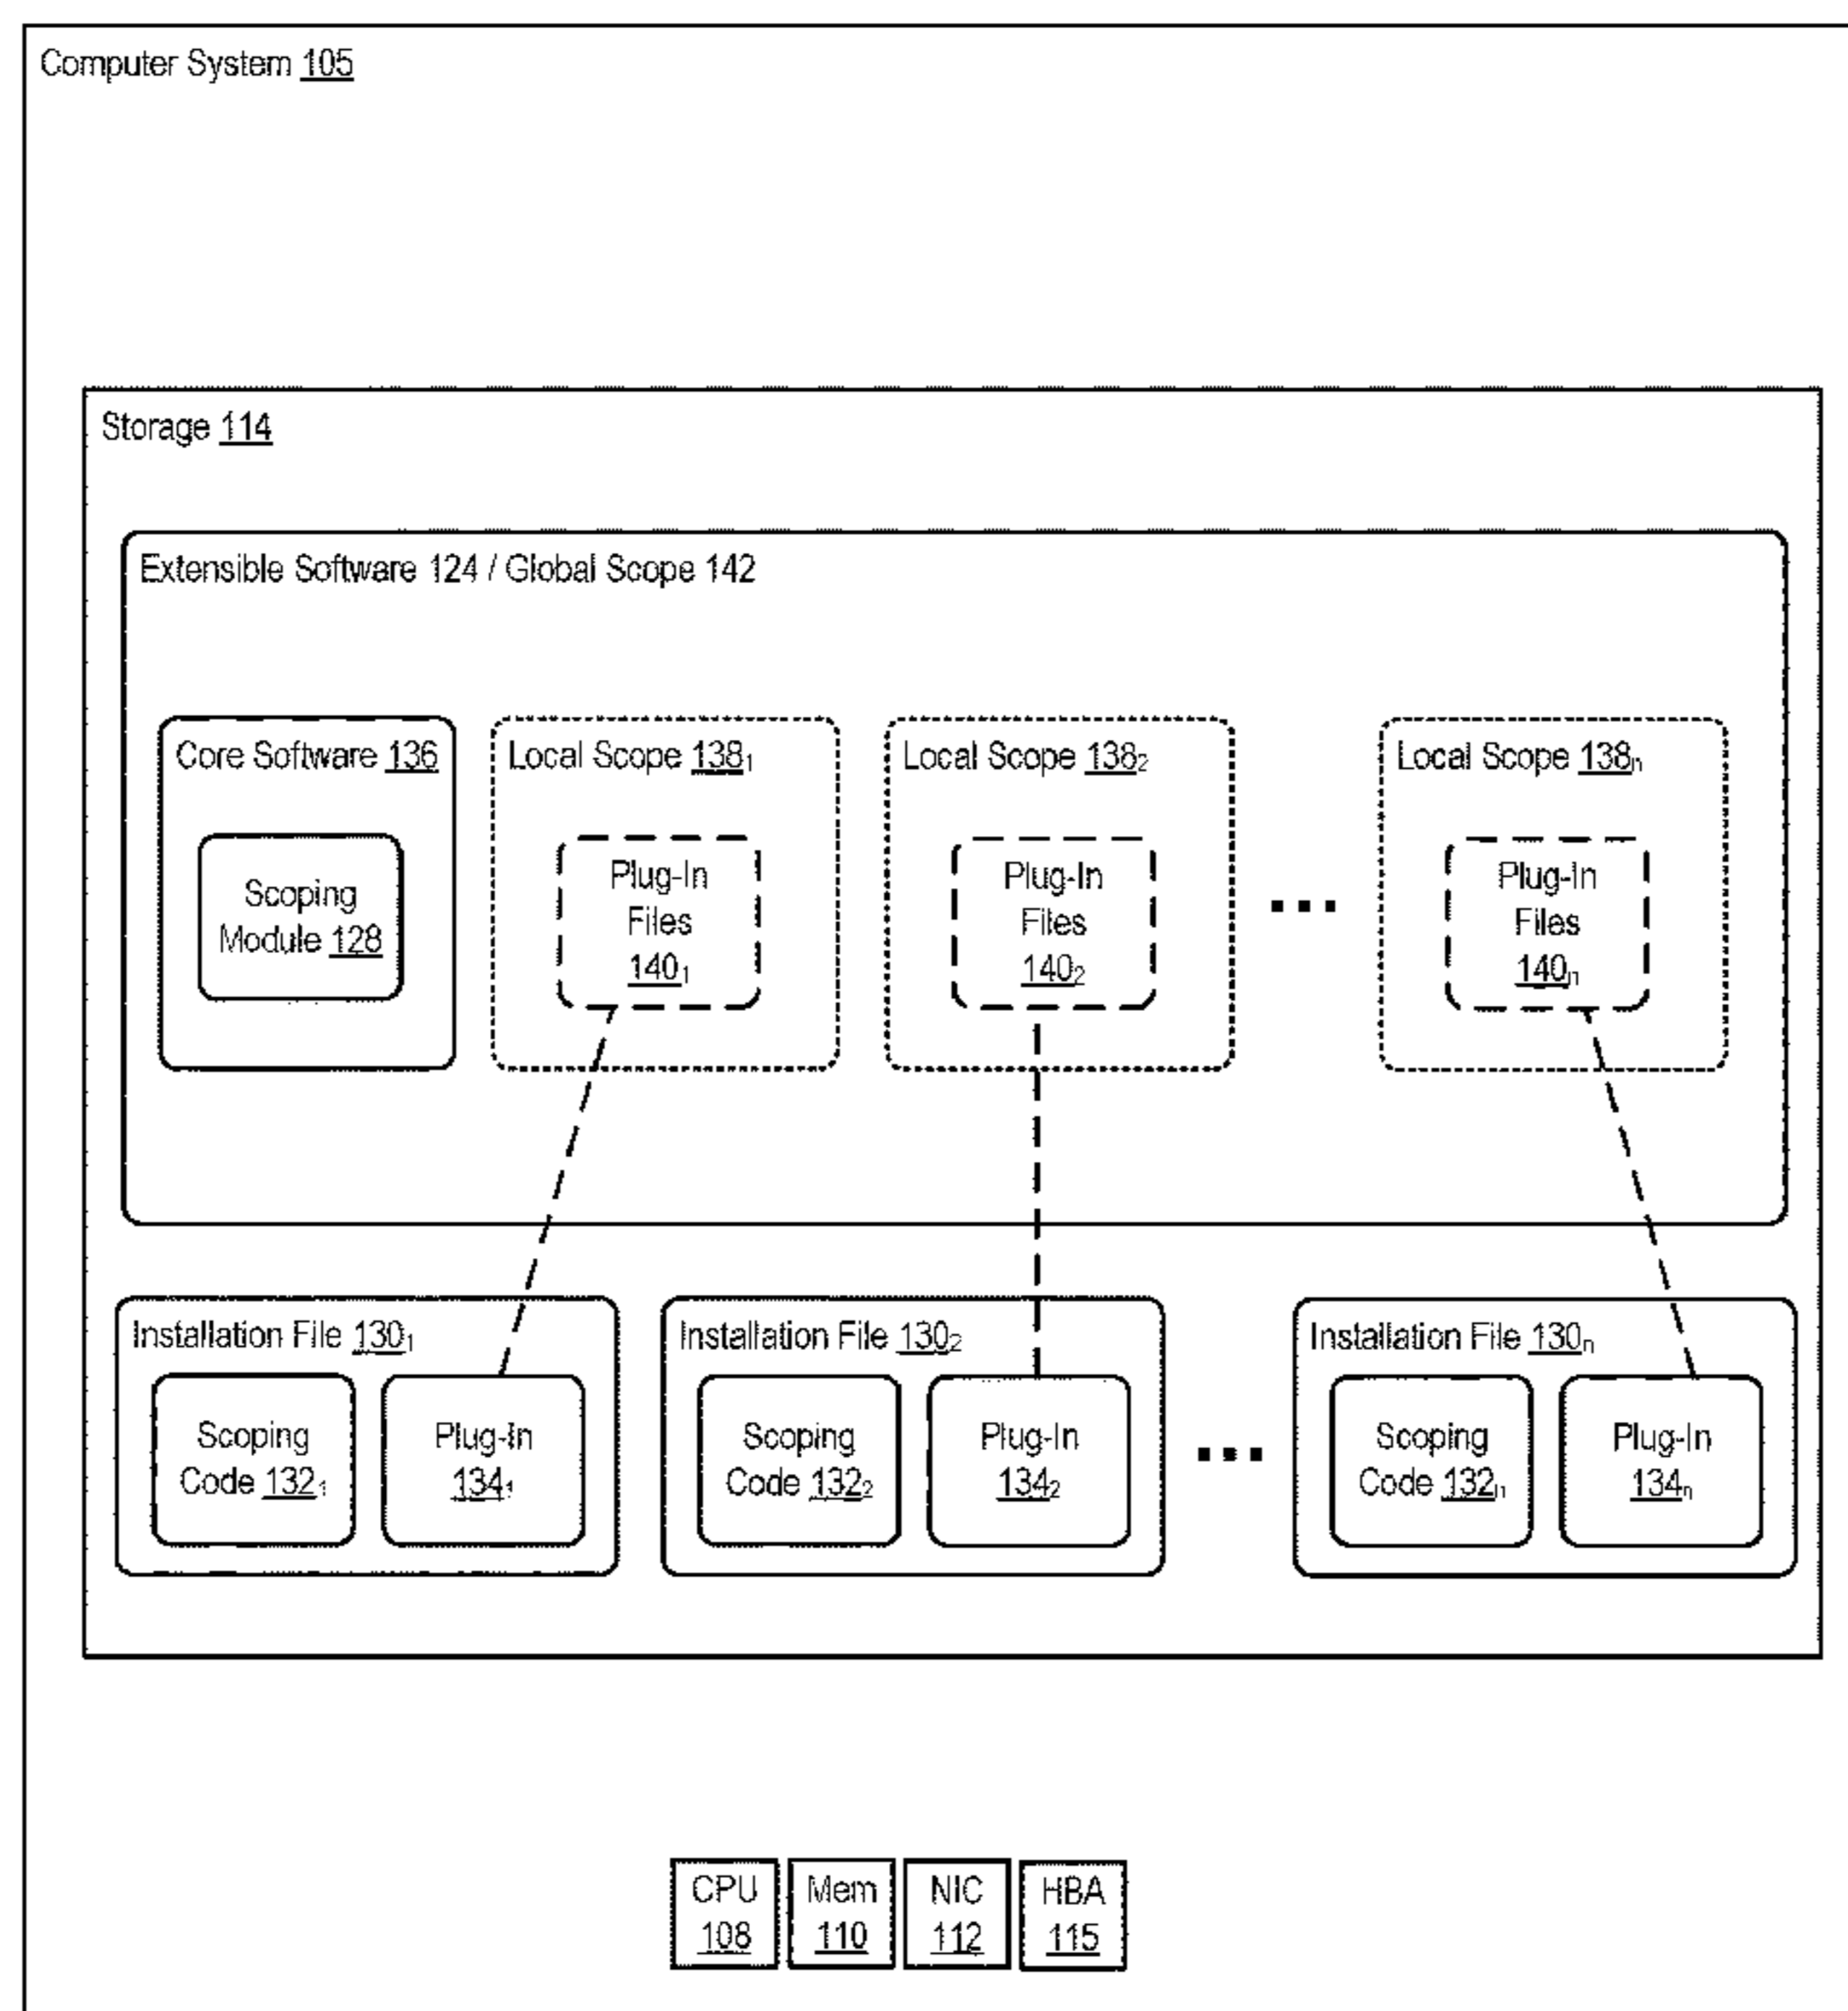 Computer System 105
Storage 114
Extensible Software 124 / Global Scope 142
Core Software 136
Scoping
Module 128
Local Scope 138₁
Plug-In
Files
140₁
Local Scope 138₂
Plug-In
Files
140₂
Local Scope 138ₙ
Plug-In
Files
140ₙ
Installation File 130₁
Scoping
Code 132₁
Plug-In
134₁
Installation File 130₂
Scoping
Code 132₂
Plug-In
134₂
Installation File 130ₙ
Scoping
Code 132ₙ
Plug-In
134ₙ
CPU
108
Mem
110
NIC
112
HBA
115